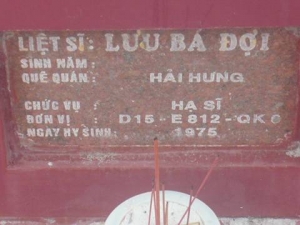 LIỆT SĨ: LƯU BÁ ĐỢI
SINH NĂM:
QUÊ QUÁN: HẢI HƯNG
CHỨC VỤ : HẠ SĨ
ĐƠN VỊ : D15 - E812 - QK6
NGÀY HY SINH: 1975